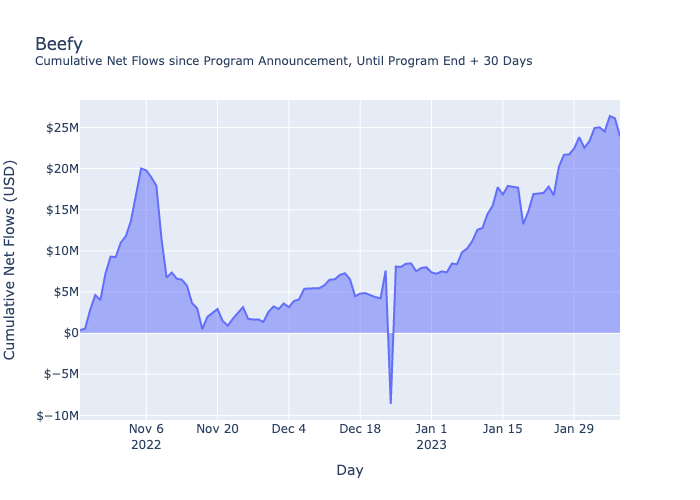 Beefy
Cumulative Net Flows since Program Announcement, Until Program End + 30 Days
Cumulative Net Flows (USD)
$25M
$20M
$15M
$10M
$5M
$0
$−5M
$−10M
Nov 6 Nov 20 Dec 4 Dec 18 Jan 1 Jan 15 Jan 29
2022 2023
Day